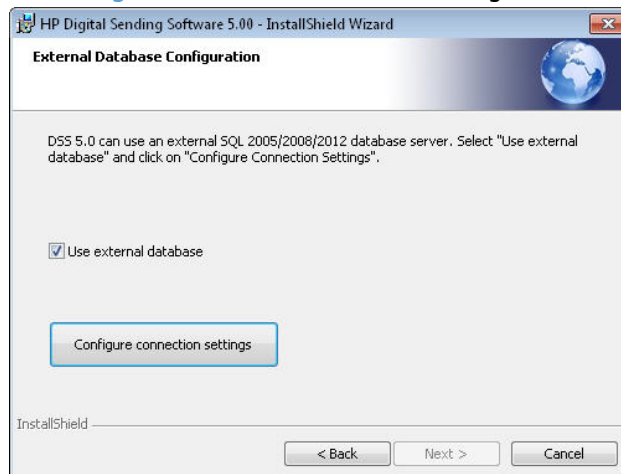 HP Digital Sending Software 5.00 - InstallShield Wizard
External Database Configuration
DSS 5.0 can use an external SQL 2005/2008/2012 database server. Select "Use external
database" and click on "Configure Connection Settings".
Use external database
Configure connection settings
InstallShield
< Back Next > Cancel